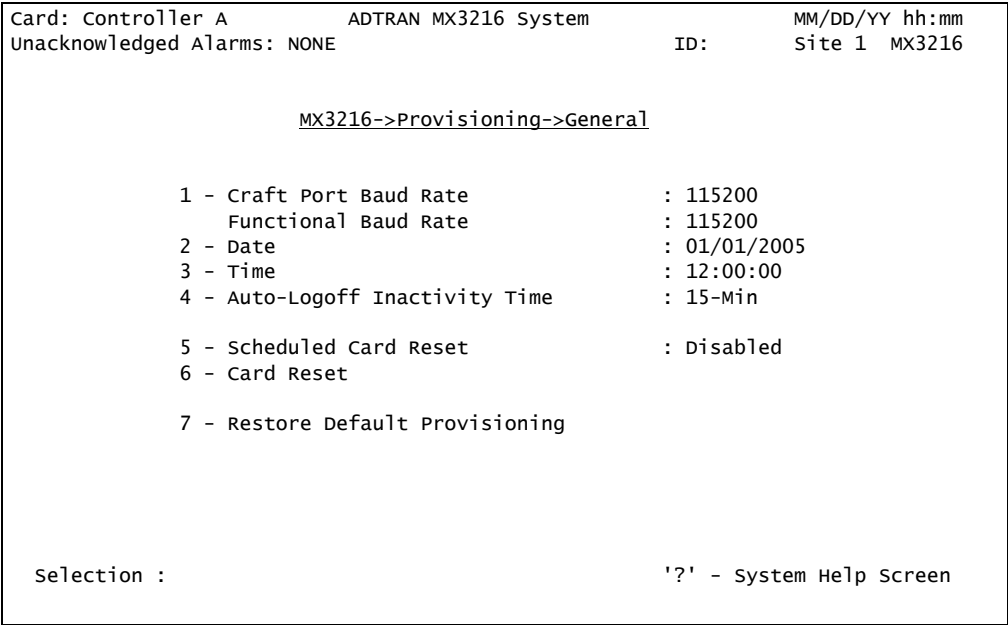 Card: Controller A ADTRAN MX3216 System MM/DD/YY hh:mm
Unacknowledged Alarms: NONE ID: Site 1 MX3216
MX3216->Provisioning->General
1 - Craft Port Baud Rate : 115200
Functional Baud Rate : 115200
2 - Date : 01/01/2005
3 - Time : 12:00:00
4 - Auto-Logoff Inactivity Time : 15-Min
5 - Scheduled Card Reset : Disabled
6 - Card Reset
7 - Restore Default Provisioning
Selection : '?' - System Help Screen